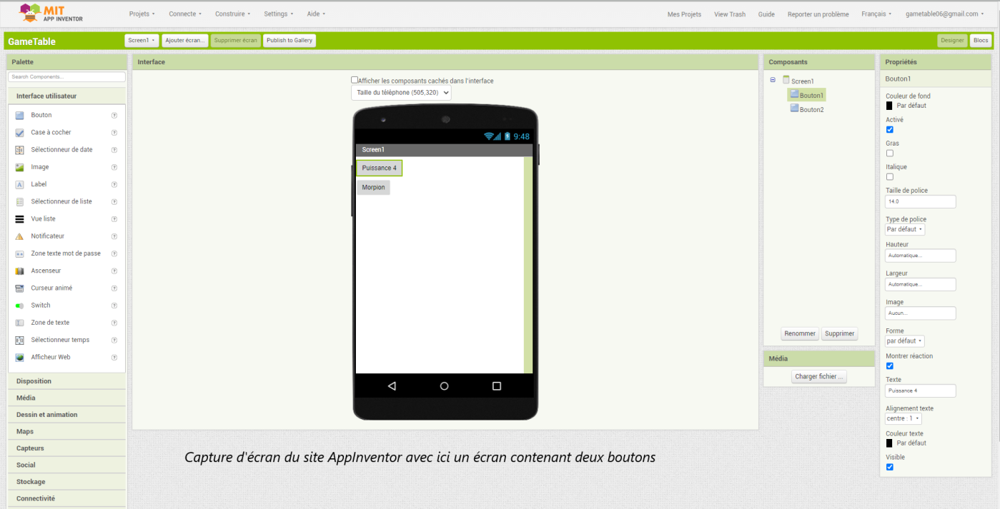 MIT
APP INVENTOR
Projets
Connecte
Construire
Settings
Aide
Mes Projets
View Trash
Guide
Reporter un problème
Français
gametable06@gmail.com
GameTable
Screen1
Ajouter écran...
Supprimer écran
Publish to Gallery
Designer
Blocs
Palette
Search Components...
Interface utilisateur
Bouton
Case à cocher
Sélectionneur de date
Image
Label
Sélectionneur de liste
Vue liste
Notificateur
Zone texte mot de passe
Ascenseur
Curseur animé
Switch
Zone de texte
Sélectionneur temps
Afficheur Web
Disposition
Média
Dessin et animation
Maps
Capteurs
Social
Stockage
Connectivité
Interface
Afficher les composants cachés dans l'interface
Taille du téléphone (505,320)
9:48
Screen1
Puissance 4
Morpion
Capture d'écran du site AppInventor avec ici un écran contenant deux boutons
Composants
Screen1
Bouton1
Bouton2
Renommer
Supprimer
Média
Charger fichier ...
Propriétés
Bouton1
Couleur de fond
Par défaut
Activé
Gras
Italique
Taille de police
14.0
Type de police
Par défaut
Hauteur
Automatique...
Largeur
Automatique...
Image
Aucun...
Forme
par défaut
Montrer réaction
Texte
Puissance 4
Alignement texte
centre : 1
Couleur texte
Par défaut
Visible